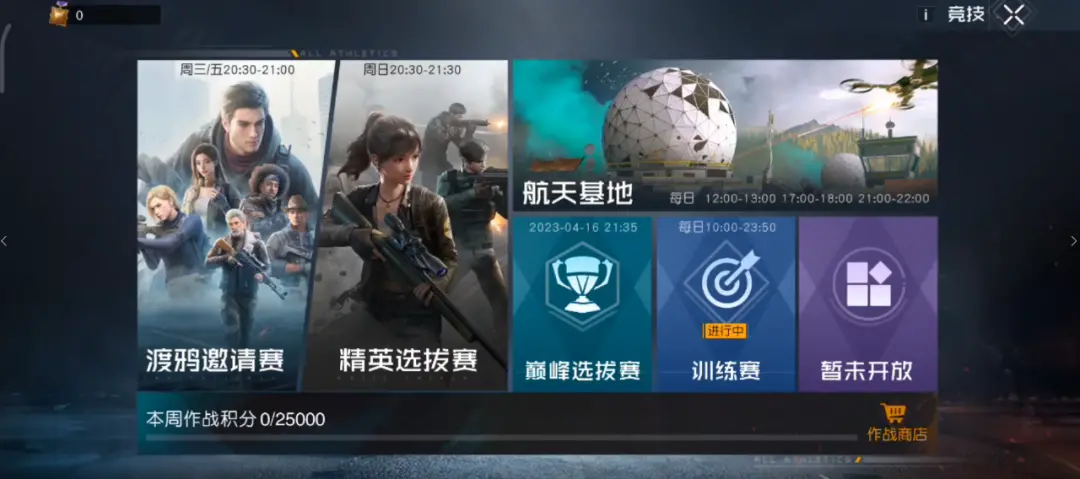 0
i 竞技
ALL ATHLETICS
周三/五20:30-21:00
渡鸦邀请赛
周日20:30-21:30
精英选拔赛
航天基地
每日 12:00-13:00 17:00-18:00 21:00-22:00
2023-04-16 21:35
巅峰选拔赛
每日10:00-23:50
进行中
训练赛
暂未开放
本周作战积分 0/25000
作战商店